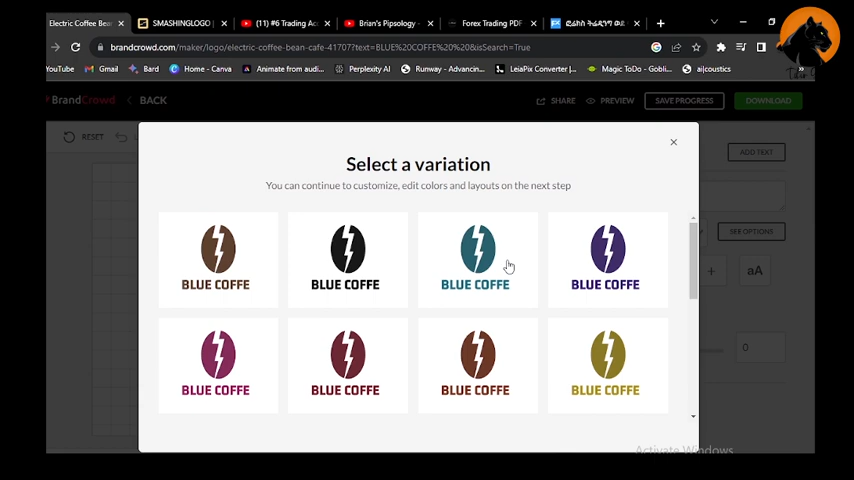 Electric Coffee Bean
SMASHINGLOGO
(11) #6 Trading Ac
Brian's Pipsology -
Forex Trading PDF
brandcrowd.com/maker/logo/electric-coffee-bean-cafe-41707?text=BLUE%20COFFE%20%20&isSearch=True
YouTube
Gmail
Bard
Home - Canva
Animate from audi...
Perplexity AI
Runway - Advancin...
LeiaPix Converter |...
Magic ToDo - Gobli...
ai|coustics
BrandCrowd
BACK
SHARE
PREVIEW
SAVE PROGRESS
DOWNLOAD
RESET
ADD TEXT
Select a variation
You can continue to customize, edit colors and layouts on the next step
SEE OPTIONS
aA
BLUE COFFE
BLUE COFFE
BLUE COFFE
BLUE COFFE
0
BLUE COFFE
BLUE COFFE
BLUE COFFE
BLUE COFFE
Activate Windows